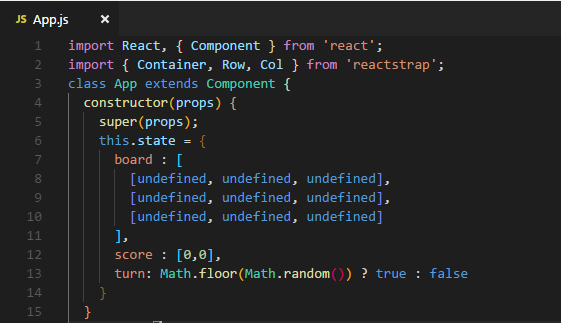 JS App.js ×
1 import React, { Component } from 'react';
2 import { Container, Row, Col } from 'reactstrap';
3 class App extends Component {
4   constructor(props) {
5     super(props);
6     this.state = {
7       board : [
8         [undefined, undefined, undefined],
9         [undefined, undefined, undefined],
10         [undefined, undefined, undefined]
11       ],
12       score : [0,0],
13       turn: Math.floor(Math.random()) ? true : false
14     }
15   }